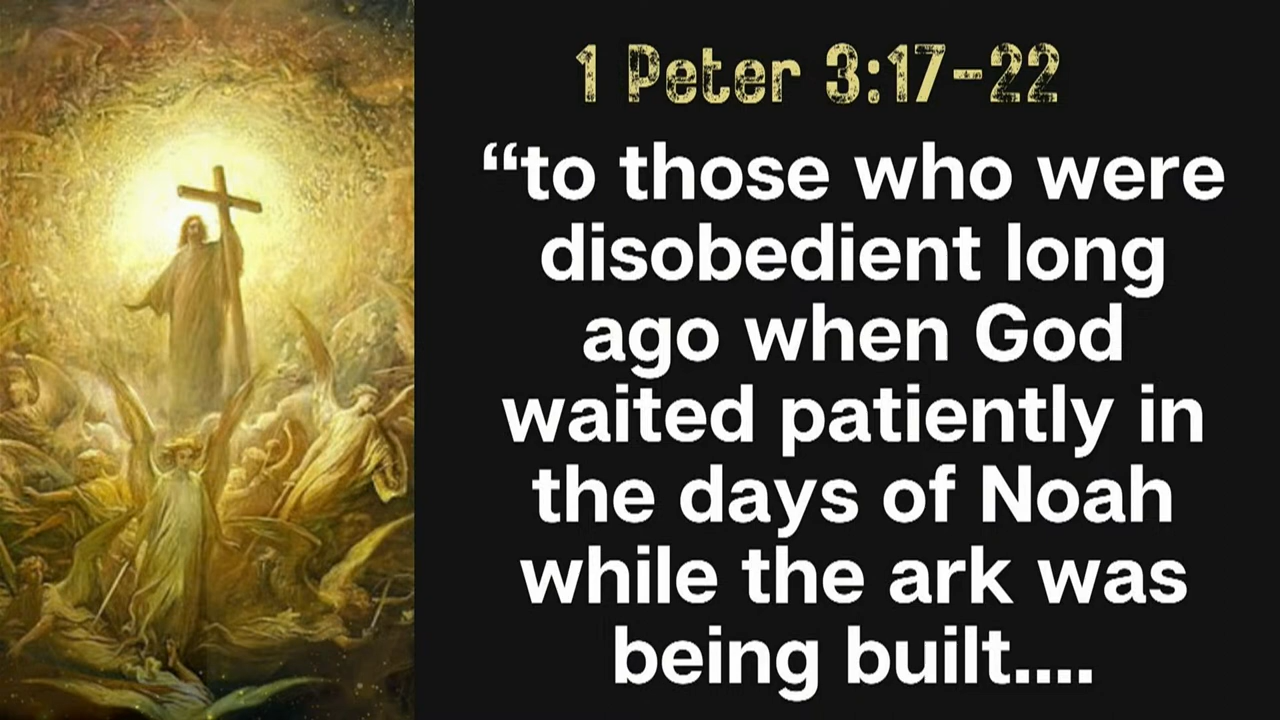 1 Peter 3:17-22
“to those who were
disobedient long
ago when God
waited patiently in
the days of Noah
while the ark was
being built....